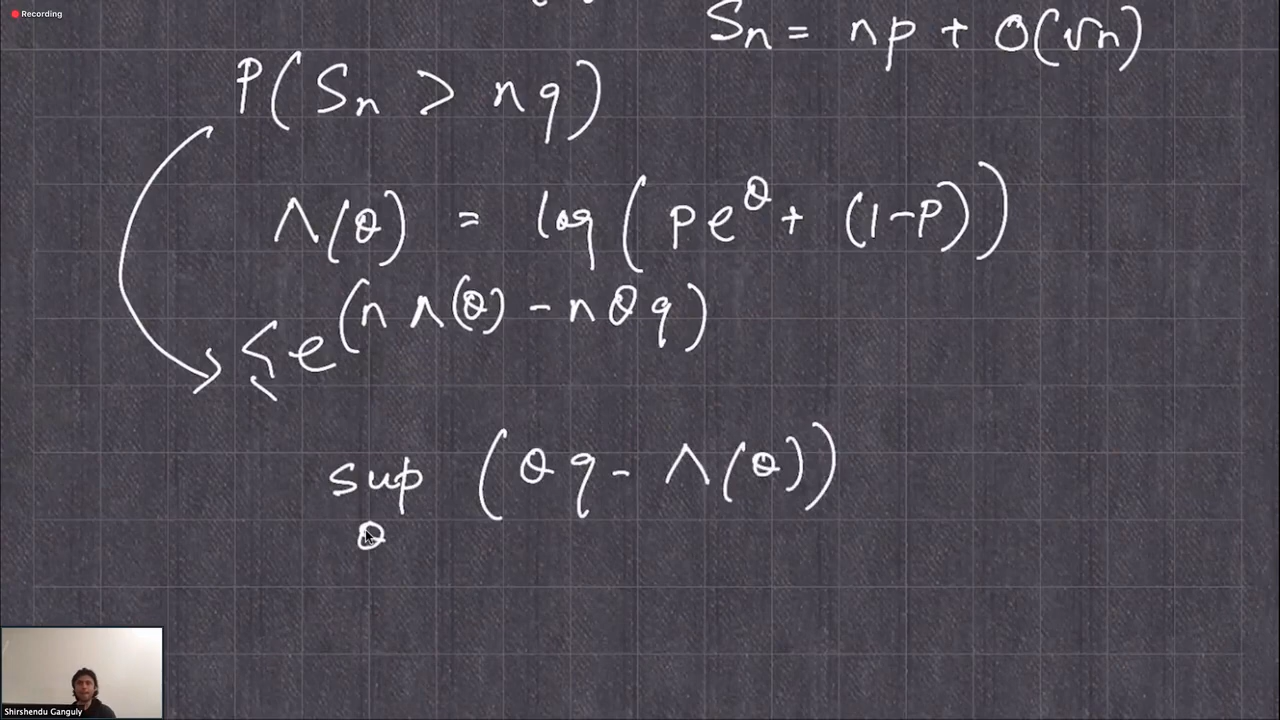 Recording
Sn = np + O(√n)
P(Sn > nq)
Λ(θ) = log(pe^θ + (1-p))
≤ e^(nΛ(θ) - nθq)
sup (θq - Λ(θ))
θ
Shirshendu Ganguly